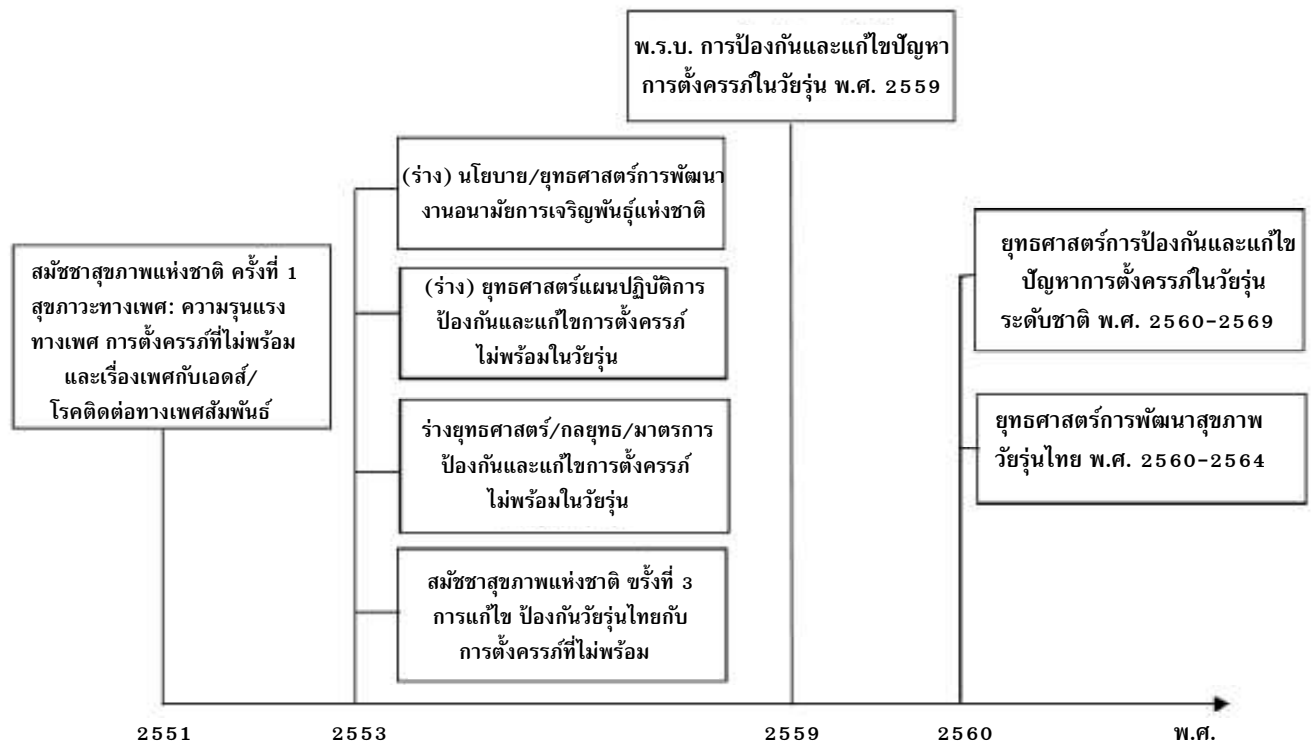 พ.ร.บ. การป้องกันและแก้ไขปัญหา
การตั้งครรภ์ในวัยรุ่น พ.ศ. 2559
(ร่าง) นโยบาย/ยุทธศาสตร์การพัฒนา
งานอนามัยการเจริญพันธุ์แห่งชาติ
สมัชชาสุขภาพแห่งชาติ ครั้งที่ 1
สุขภาวะทางเพศ: ความรุนแรง
ทางเพศ การตั้งครรภ์ที่ไม่พร้อม
และเรื่องเพศกับเอดส์/
โรคติดต่อทางเพศสัมพันธ์
(ร่าง) ยุทธศาสตร์แผนปฏิบัติการ
ป้องกันและแก้ไขการตั้งครรภ์
ไม่พร้อมในวัยรุ่น
ร่างยุทธศาสตร์/กลยุทธ/มาตรการ
ป้องกันและแก้ไขการตั้งครรภ์
ไม่พร้อมในวัยรุ่น
สมัชชาสุขภาพแห่งชาติ ซรั้งที่ 3
การแก้ไข ป้องกันวัยรุ่นไทยกับ
การตั้งครรภ์ที่ไม่พร้อม
ยุทธศาสตร์การป้องกันและแก้ไข
ปัญหาการตั้งครรภ์ในวัยรุ่น
ระดับชาติ พ.ศ. 2560-2569
ยุทธศาสตร์การพัฒนาสุขภาพ
วัยรุ่นไทย พ.ศ. 2560-2564
2551 2553 2559 2560 พ.ศ.